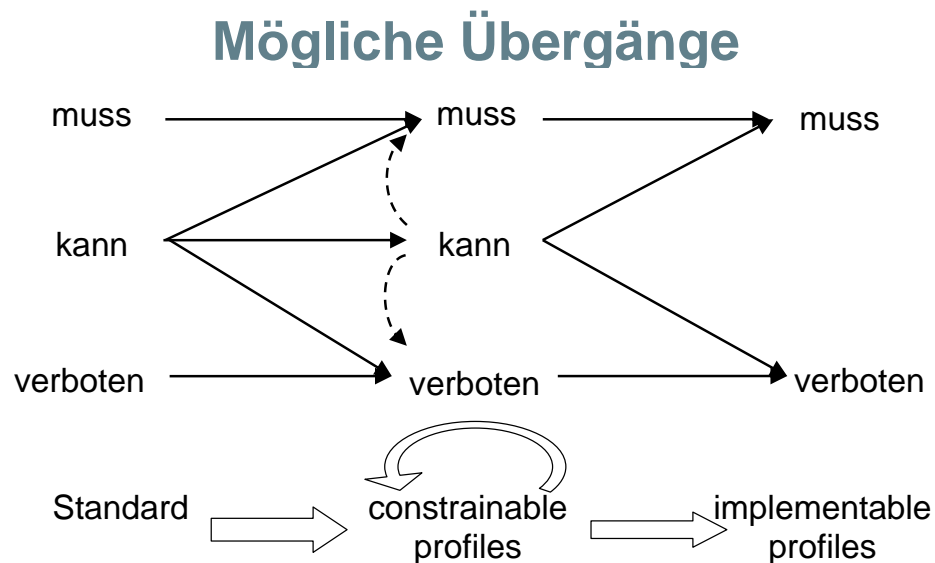 Mögliche Übergänge
muss muss muss
kann kann
verboten verboten verboten
Standard constrainable implementable
profiles profiles